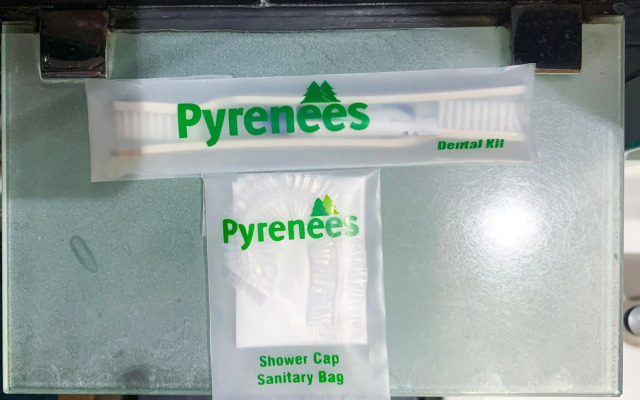 Pyrenees
Dental Kit
Pyrenees
Shower Cap
Sanitary Bag